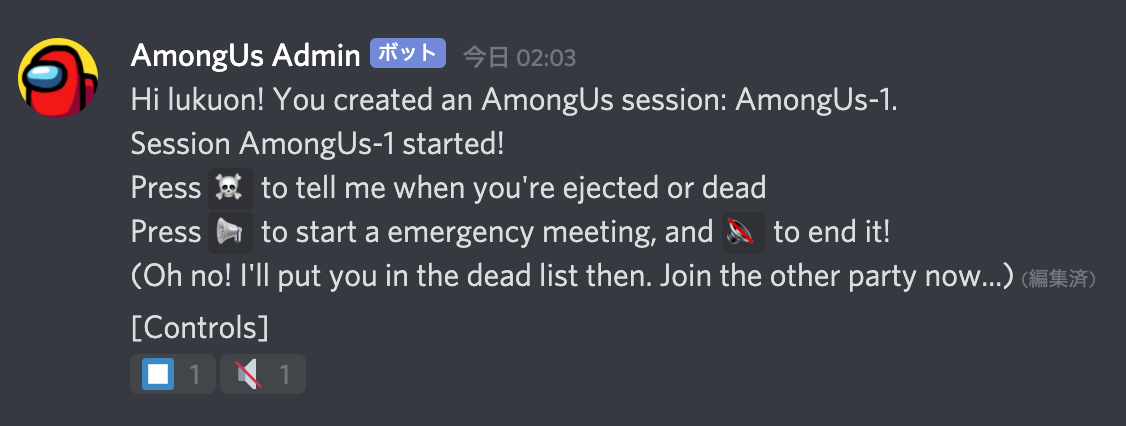 AmongUs Admin ボット 今日 02:03
Hi lukuon! You created an AmongUs session: AmongUs-1.
Session AmongUs-1 started!
Press ☠️ to tell me when you're ejected or dead
Press 📢 to start a emergency meeting, and to end it!
(Oh no! I'll put you in the dead list then. Join the other party now...) (編集済)
[Controls]
1 1